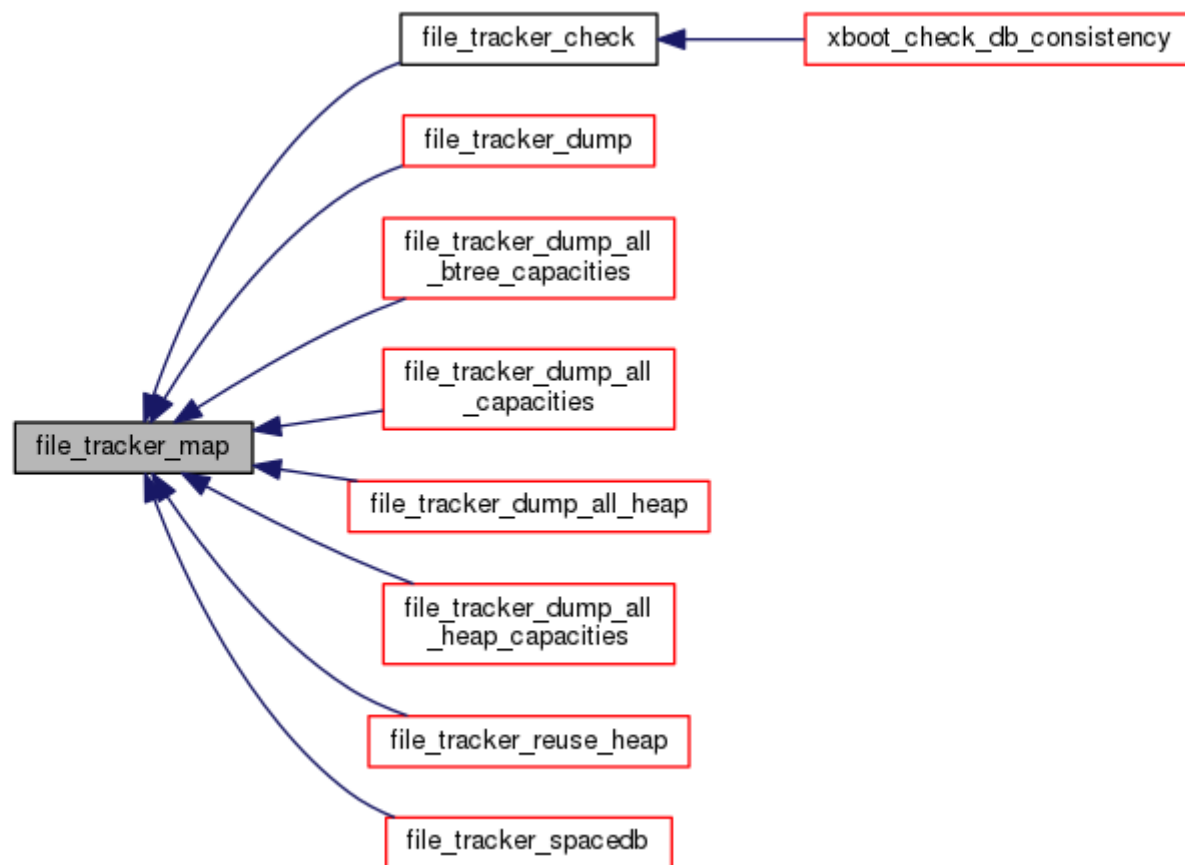 file_tracker_check
xboot_check_db_consistency
file_tracker_dump
file_tracker_dump_all
_btree_capacities
file_tracker_dump_all
_capacities
file_tracker_map
file_tracker_dump_all_heap
file_tracker_dump_all
_heap_capacities
file_tracker_reuse_heap
file_tracker_spacedb